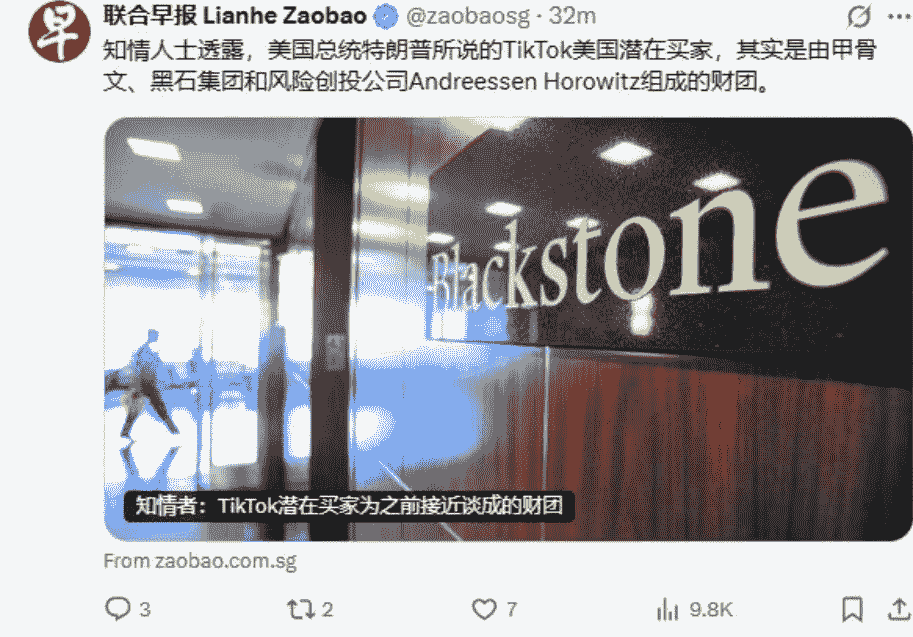 早
联合早报 Lianhe Zaobao @zaobaosg · 32m
知情人士透露，美国总统特朗普所说的TikTok美国潜在买家，其实是由甲骨
文、黑石集团和风险创投公司Andreessen Horowitz组成的财团。
Blackstone
知情者：TikTok潜在买家为之前接近谈成的财团
From zaobao.com.sg
3 2 7 9.8K